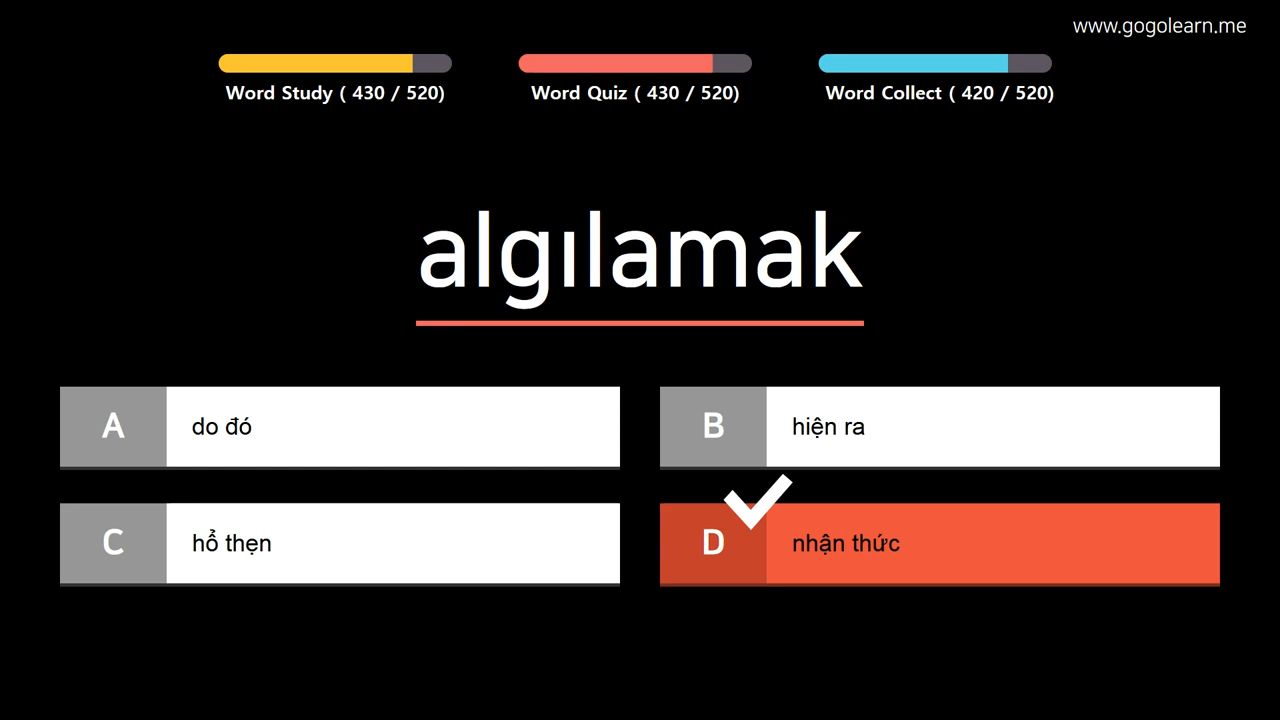 www.gogolearn.me
Word Study ( 430 / 520)
Word Quiz ( 430 / 520)
Word Collect ( 420 / 520)
algılamak
A do đó
B hiện ra
C hổ thẹn
D nhận thức